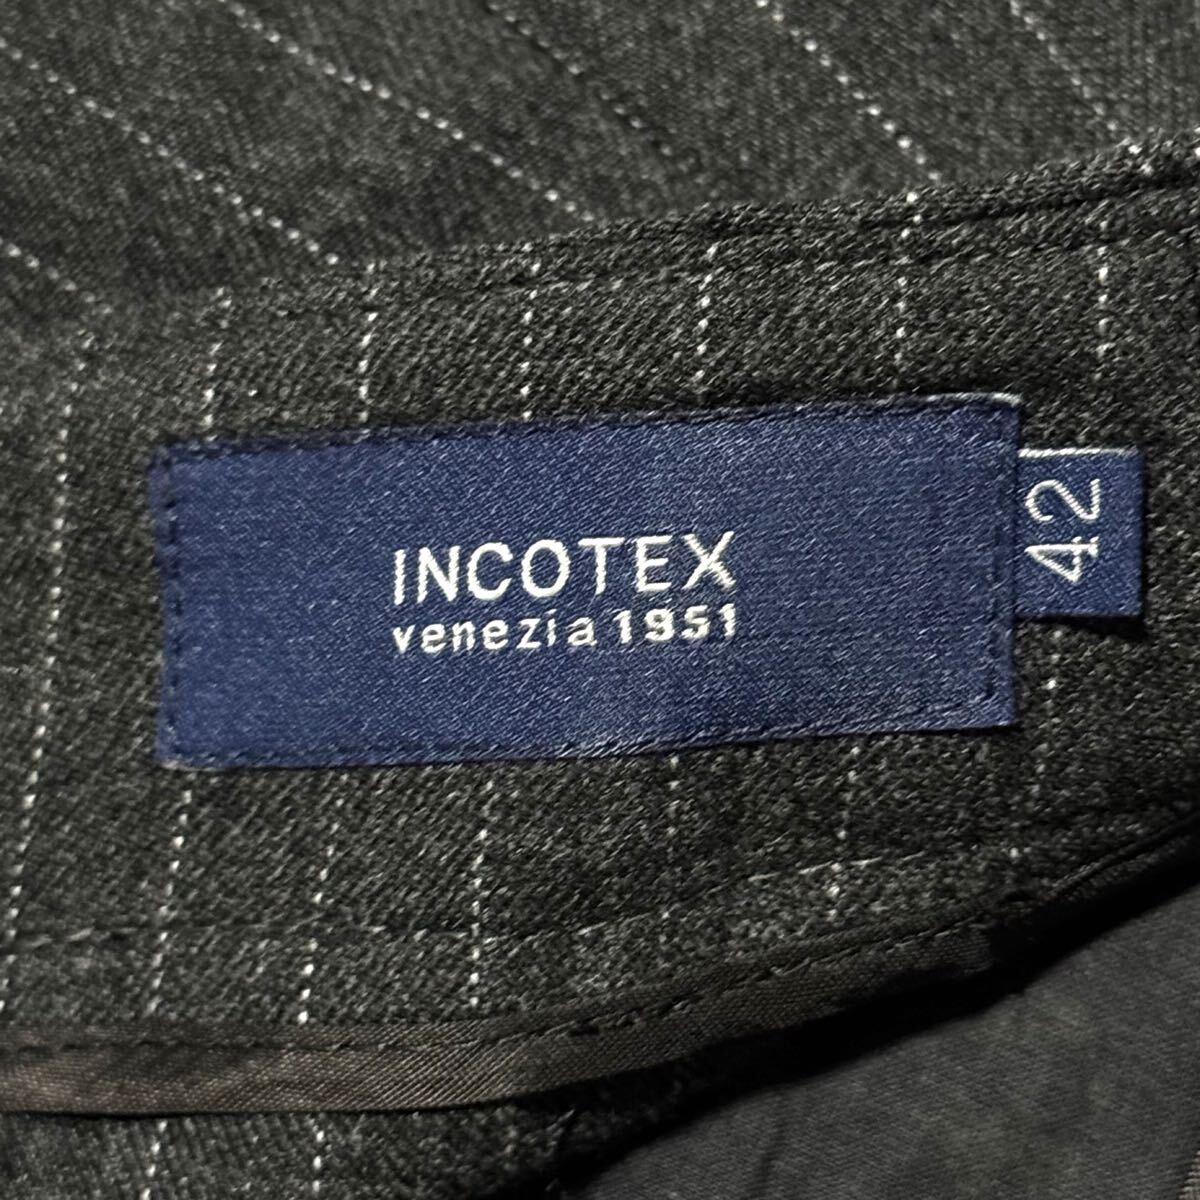 INCOTEX
venezia 1951
42